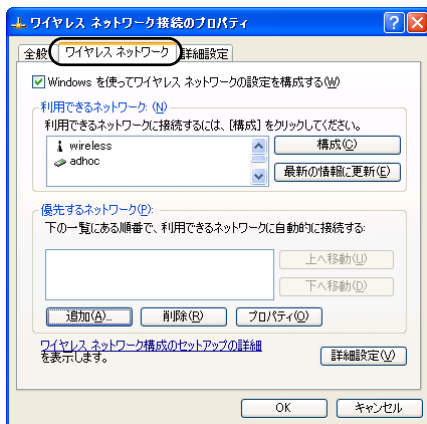 ワイヤレス ネットワーク接続のプロパティ
全般 ワイヤレス ネットワーク 詳細設定
Windows を使ってワイヤレス ネットワークの設定を構成する(W)
利用できるネットワーク: (N)
利用できるネットワークに接続するには、[構成] をクリックしてください。
wireless
adhoc
構成(C)
最新の情報に更新(E)
優先するネットワーク(P):
下の一覧にある順番で、利用できるネットワークに自動的に接続する:
上へ移動(U)
下へ移動(D)
追加(A)... 削除(R) プロパティ(O)
ワイヤレス ネットワーク構成のセットアップの詳細
を表示します。
詳細設定(V)
OK キャンセル